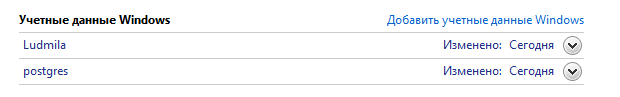 Учетные данные Windows Добавить учетные данные Windows
Ludmila Изменено: Сегодня
postgres Изменено: Сегодня